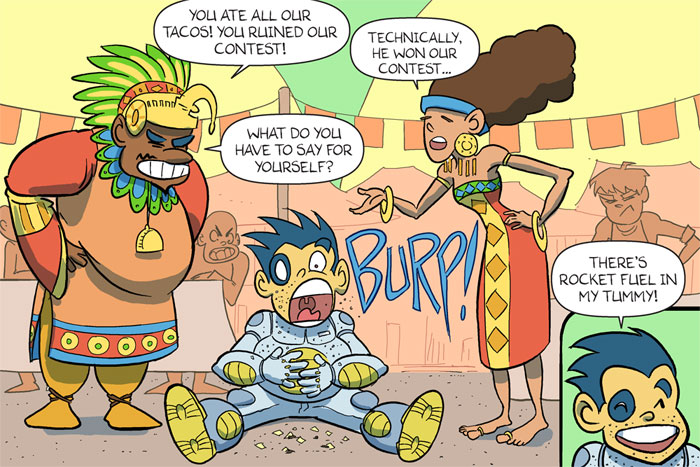 YOU ATE ALL OUR
TACOS! YOU RUINED OUR
CONTEST!
TECHNICALLY,
HE WON OUR
CONTEST...
WHAT DO YOU
HAVE TO SAY FOR
YOURSELF?
BURP!
THERE'S
ROCKET FUEL IN
MY TUMMY!